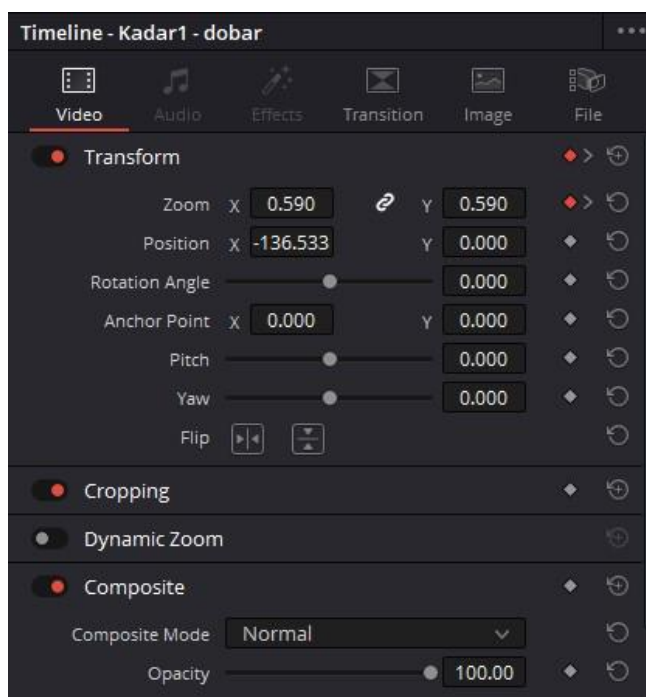 Timeline - Kadar1 - dobar
Video Audio Effects Transition Image File
Transform
Zoom X 0.590 Y 0.590
Position X -136.533 Y 0.000
Rotation Angle 0.000
Anchor Point X 0.000 Y 0.000
Pitch 0.000
Yaw 0.000
Flip
Cropping
Dynamic Zoom
Composite
Composite Mode Normal
Opacity 100.00